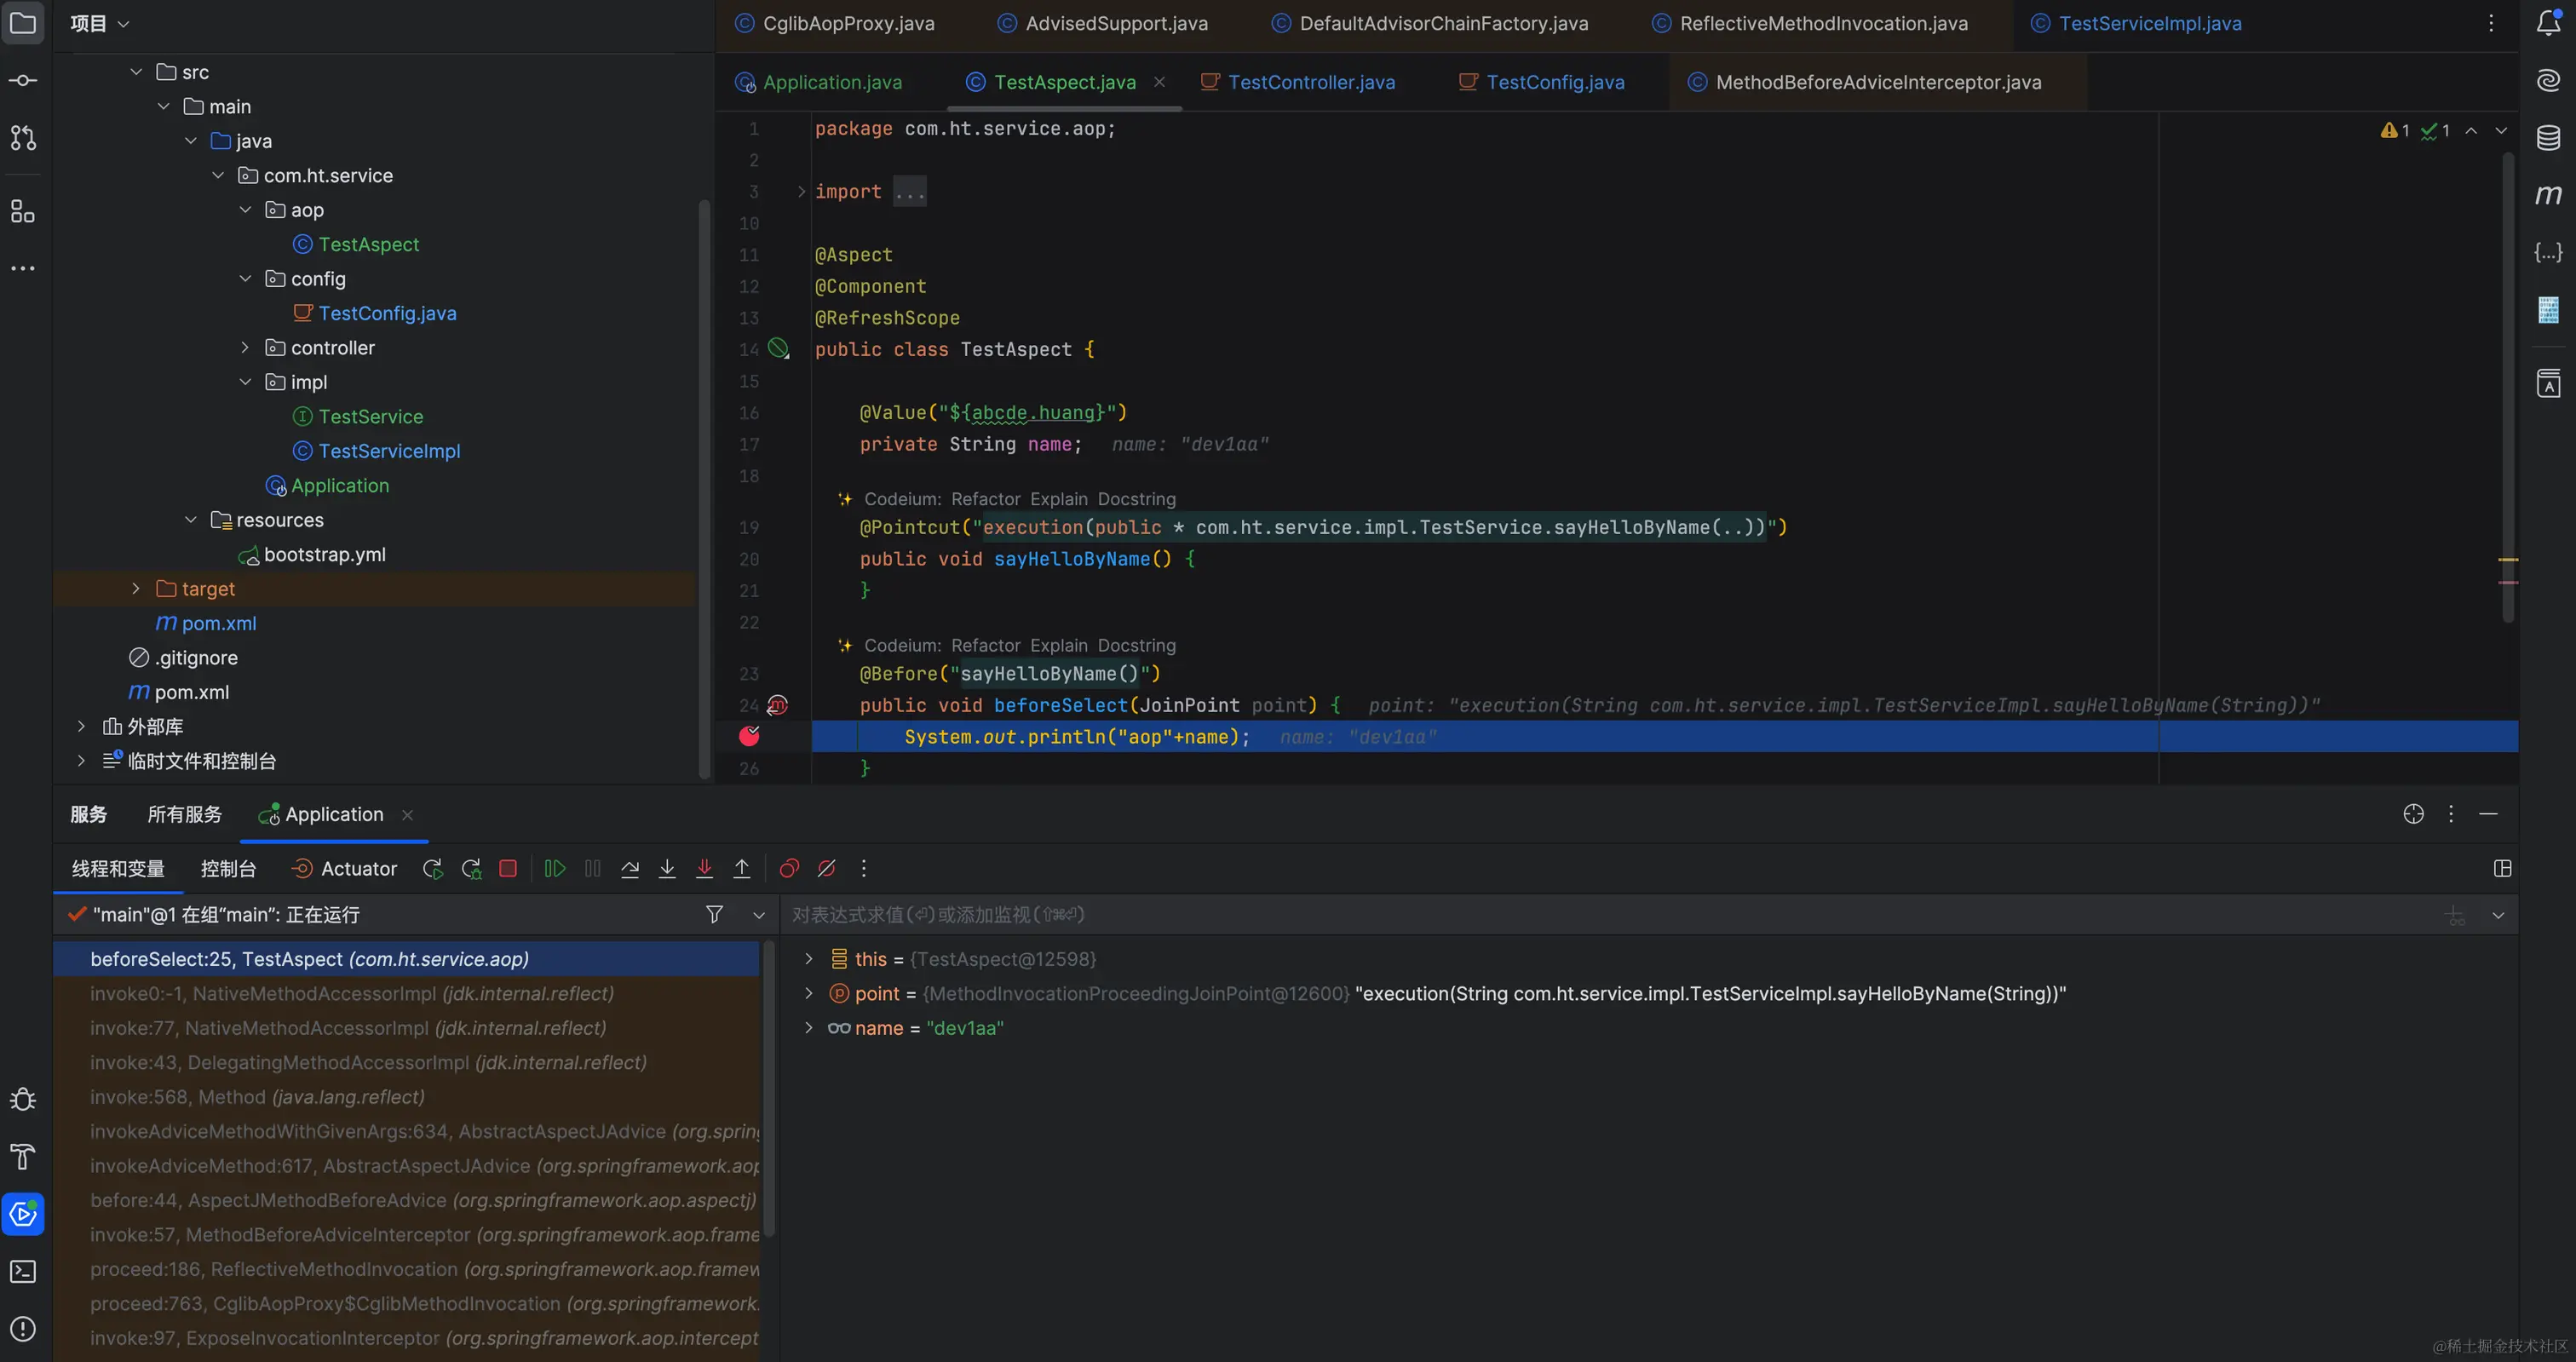 项目
CglibAopProxy.java
AdvisedSupport.java
DefaultAdvisorChainFactory.java
ReflectiveMethodInvocation.java
TestServiceImpl.java
Application.java
TestAspect.java
TestController.java
TestConfig.java
MethodBeforeAdviceInterceptor.java
src
main
java
com.ht.service
aop
TestAspect
config
TestConfig.java
controller
impl
TestService
TestServiceImpl
Application
resources
bootstrap.yml
target
pom.xml
.gitignore
pom.xml
外部库
临时文件和控制台
1 package com.ht.service.aop;
2
3 import ...
10
11 @Aspect
12 @Component
13 @RefreshScope
14 public class TestAspect {
15
16 @Value("${abcde.huang}")
17 private String name; name: "dev1aa"
18
Codeium: Refactor Explain Docstring
19 @Pointcut("execution(public * com.ht.service.impl.TestService.sayHelloByName(..))")
20 public void sayHelloByName() {
21 }
22
Codeium: Refactor Explain Docstring
23 @Before("sayHelloByName()")
24 public void beforeSelect(JoinPoint point) { point: "execution(String com.ht.service.impl.TestServiceImpl.sayHelloByName(String))"
System.out.println("aop"+name); name: "dev1aa"
26 }
1 1
服务 所有服务 Application
线程和变量 控制台 Actuator
"main"@1 在组“main”: 正在运行
对表达式求值(⏎)或添加监视(⇧⌘⏎)
beforeSelect:25, TestAspect (com.ht.service.aop)
invoke0:-1, NativeMethodAccessorImpl (jdk.internal.reflect)
invoke:77, NativeMethodAccessorImpl (jdk.internal.reflect)
invoke:43, DelegatingMethodAccessorImpl (jdk.internal.reflect)
invoke:568, Method (java.lang.reflect)
invokeAdviceMethodWithGivenArgs:634, AbstractAspectJAdvice (org.spring
invokeAdviceMethod:617, AbstractAspectJAdvice (org.springframework.aop
before:44, AspectJMethodBeforeAdvice (org.springframework.aop.aspectj)
invoke:57, MethodBeforeAdviceInterceptor (org.springframework.aop.frame
proceed:186, ReflectiveMethodInvocation (org.springframework.aop.framew
proceed:763, CglibAopProxy$CglibMethodInvocation (org.springframework.
invoke:97, ExposeInvocationInterceptor (org.springframework.aop.intercept
this = {TestAspect@12598}
point = {MethodInvocationProceedingJoinPoint@12600} "execution(String com.ht.service.impl.TestServiceImpl.sayHelloByName(String))"
name = "dev1aa"
@稀土掘金技术社区